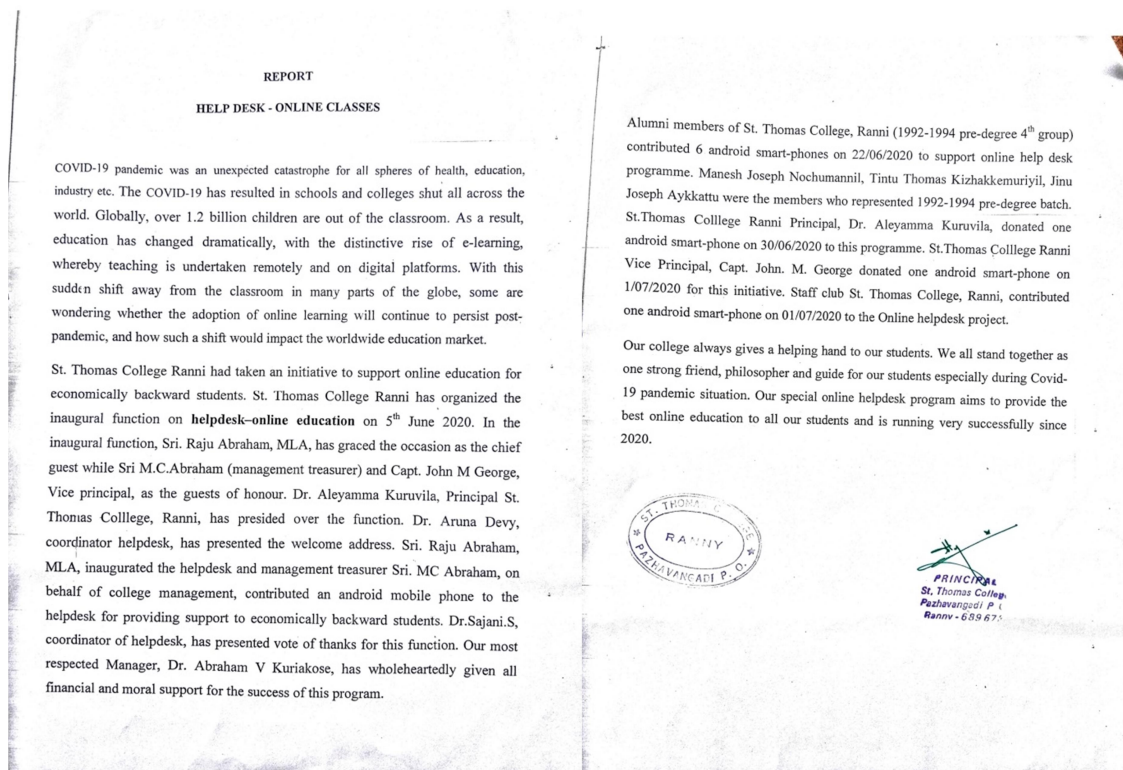 REPORT
HELP DESK - ONLINE CLASSES
COVID-19 pandemic was an unexpected catastrophe for all spheres of health, education,
industry etc. The COVID-19 has resulted in schools and colleges shut all across the
world. Globally, over 1.2 billion children are out of the classroom. As a result,
education has changed dramatically, with the distinctive rise of e-learning,
whereby teaching is undertaken remotely and on digital platforms. With this
sudden shift away from the classroom in many parts of the globe, some are
wondering whether the adoption of online learning will continue to persist post-
pandemic, and how such a shift would impact the worldwide education market.
St. Thomas College Ranni had taken an initiative to support online education for
economically backward students. St. Thomas College Ranni has organized the
inaugural function on helpdesk–online education on 5th June 2020. In the
inaugural function, Sri. Raju Abraham, MLA, has graced the occasion as the chief
guest while Sri M.C.Abraham (management treasurer) and Capt. John M George,
Vice principal, as the guests of honour. Dr. Aleyamma Kuruvila, Principal St.
Thomas Colllege, Ranni, has presided over the function. Dr. Aruna Devy,
coordinator helpdesk, has presented the welcome address. Sri. Raju Abraham,
MLA, inaugurated the helpdesk and management treasurer Sri. MC Abraham, on
behalf of college management, contributed an android mobile phone to the
helpdesk for providing support to economically backward students. Dr.Sajani.S,
coordinator of helpdesk, has presented vote of thanks for this function. Our most
respected Manager, Dr. Abraham V Kuriakose, has wholeheartedly given all
financial and moral support for the success of this program.
Alumni members of St. Thomas College, Ranni (1992-1994 pre-degree 4th group)
contributed 6 android smart-phones on 22/06/2020 to support online help desk
programme. Manesh Joseph Nochumannil, Tintu Thomas Kizhakkemuriyil, Jinu
Joseph Aykkattu were the members who represented 1992-1994 pre-degree batch.
St.Thomas Colllege Ranni Principal, Dr. Aleyamma Kuruvila, donated one
android smart-phone on 30/06/2020 to this programme. St.Thomas Colllege Ranni
Vice Principal, Capt. John. M. George donated one android smart-phone on
1/07/2020 for this initiative. Staff club St. Thomas College, Ranni, contributed
one android smart-phone on 01/07/2020 to the Online helpdesk project.
Our college always gives a helping hand to our students. We all stand together as
one strong friend, philosopher and guide for our students especially during Covid-
19 pandemic situation. Our special online helpdesk program aims to provide the
best online education to all our students and is running very successfully since
2020.
ST. THOMA
RANNY
PAZHAVANGADI P. O.
PRINCIPAL
St, Thomas College
Pazhavangadi P
Ranny - 689 67